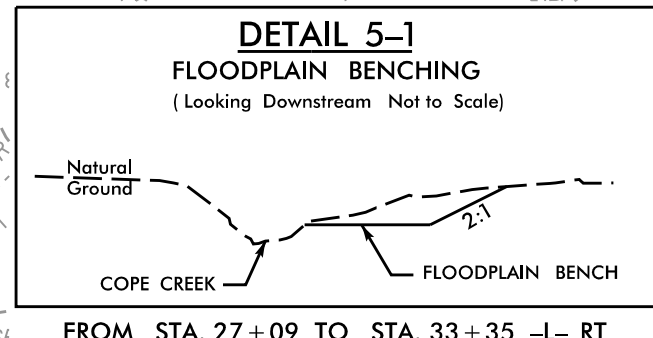 DETAIL 5–1
FLOODPLAIN BENCHING
( Looking Downstream Not to Scale)
Natural
Ground
2:1
COPE CREEK
FLOODPLAIN BENCH
FROM STA. 27+09 TO STA. 33+35 –L– RT